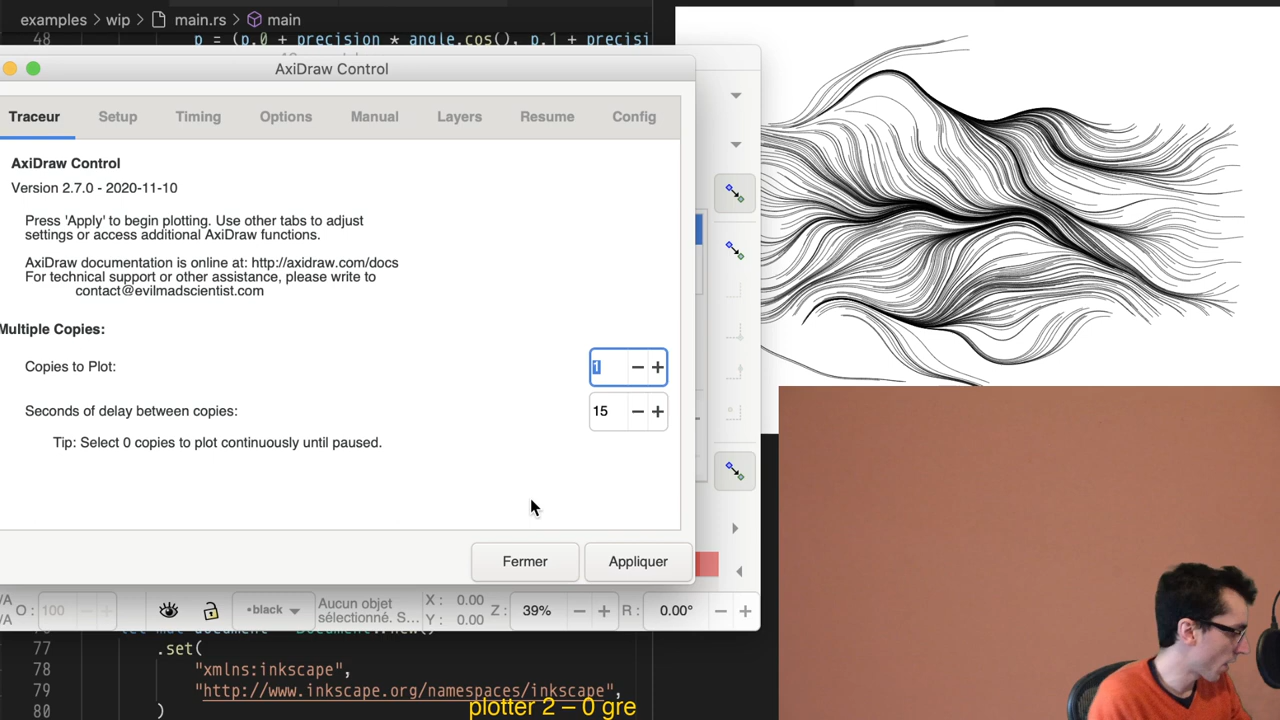 examples › wip › main.rs › main
48 p = (p.0 + precision * angle.cos(), p.1 + precisi
AxiDraw Control
Traceur Setup Timing Options Manual Layers Resume Config
AxiDraw Control
Version 2.7.0 - 2020-11-10
Press 'Apply' to begin plotting. Use other tabs to adjust
settings or access additional AxiDraw functions.
AxiDraw documentation is online at: http://axidraw.com/docs
For technical support or other assistance, please write to
contact@evilmadscientist.com
Multiple Copies:
Copies to Plot: 1
Seconds of delay between copies: 15
Tip: Select 0 copies to plot continuously until paused.
Fermer Appliquer
/A
/A
O: 100
•black
Aucun objet
sélectionné. S...
X: 0.00
Y: 0.00
Z: 39%
R: 0.00°
77 .set(
78 "xmlns:inkscape",
79 "http://www.inkscape.org/namespaces/inkscape",
80 )
plotter 2 – 0 gre